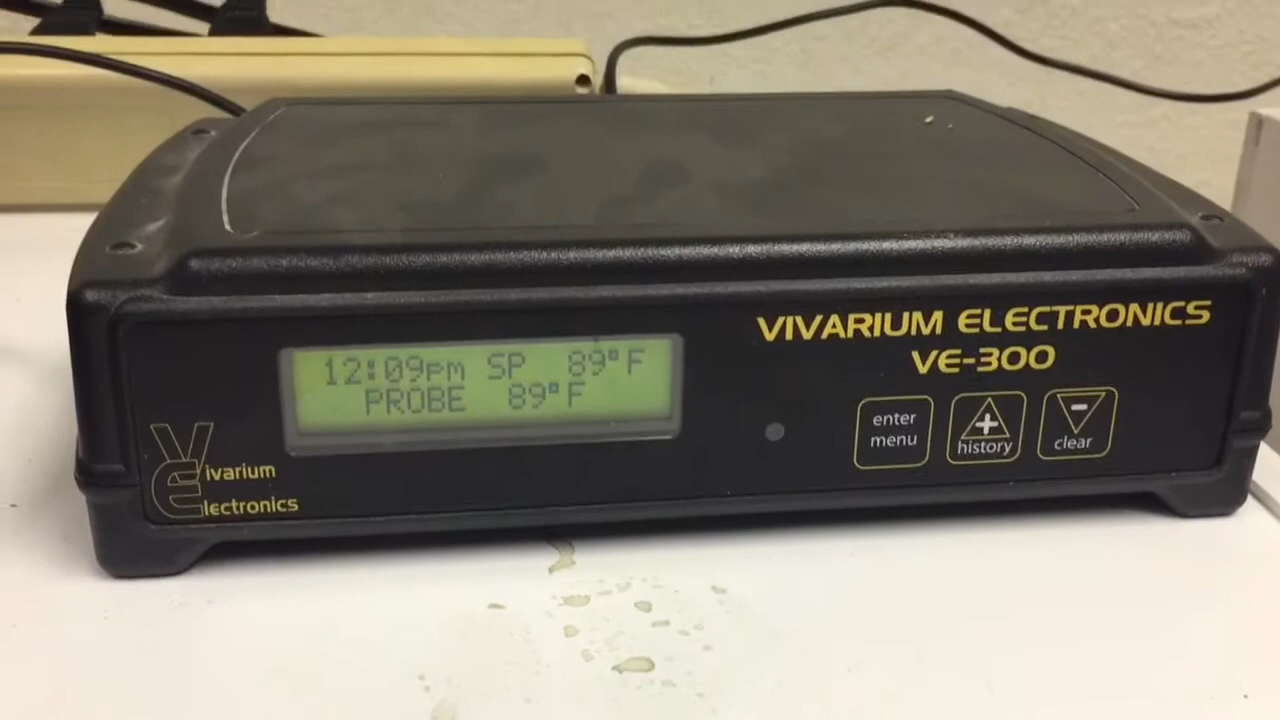 VIVARIUM ELECTRONICS
VE-300
12:09pm SP 89°F
PROBE 89°F
enter
menu
+
history
-
clear
Vivarium
Electronics